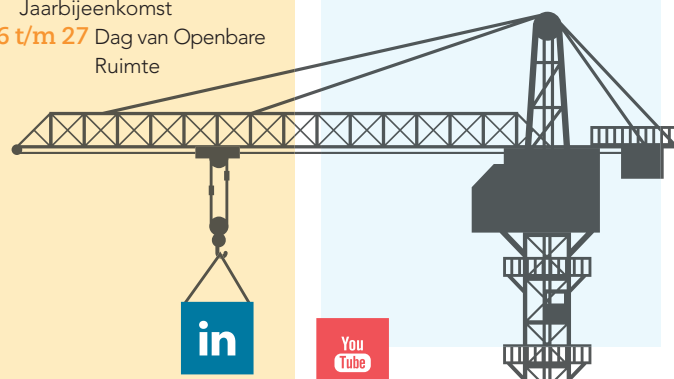 Jaarbijeenkomst
6 t/m 27 Dag van Openbare
Ruimte
in
You
Tube